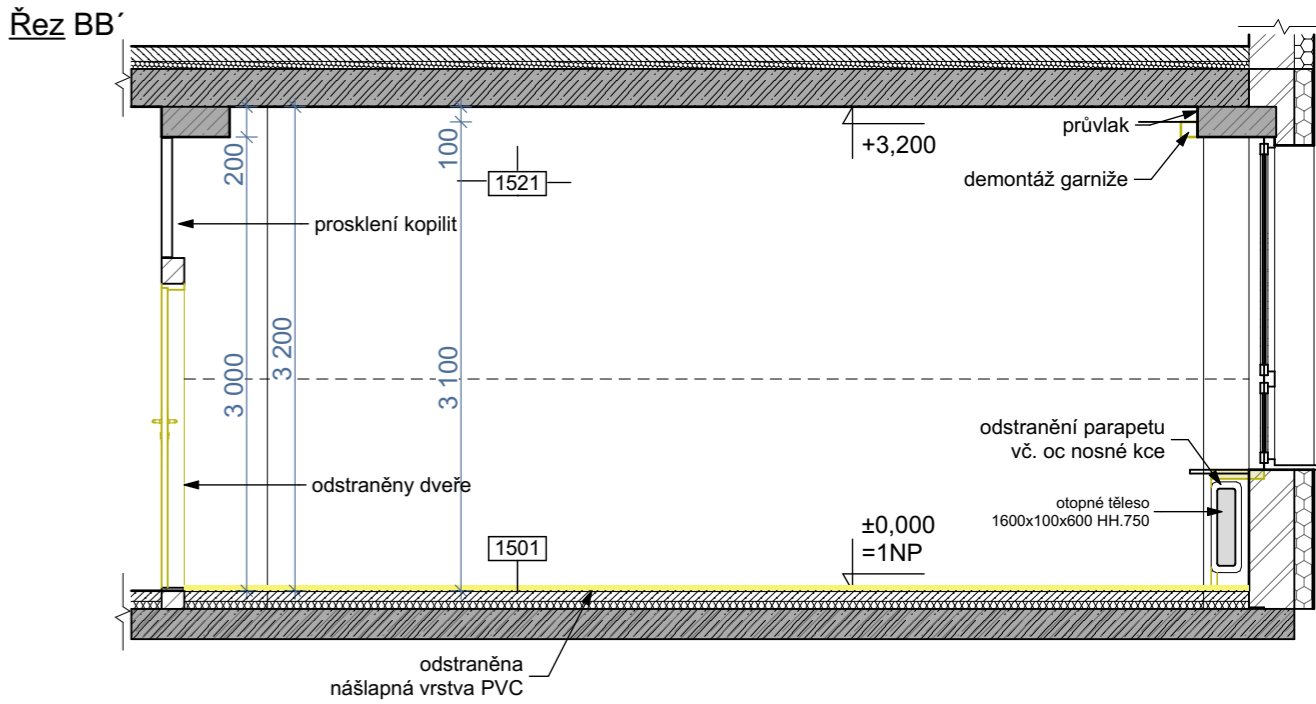 Řez BB´
průvlak
+3,200
demontáž garniže
200
100
1521
prosklení kopilit
3 000
3 200
3 100
odstranění parapetu
vč. oc nosné kce
odstraněny dveře
otopné těleso
1600x100x600 HH.750
±0,000
=1NP
1501
odstraněna
nášlapná vrstva PVC